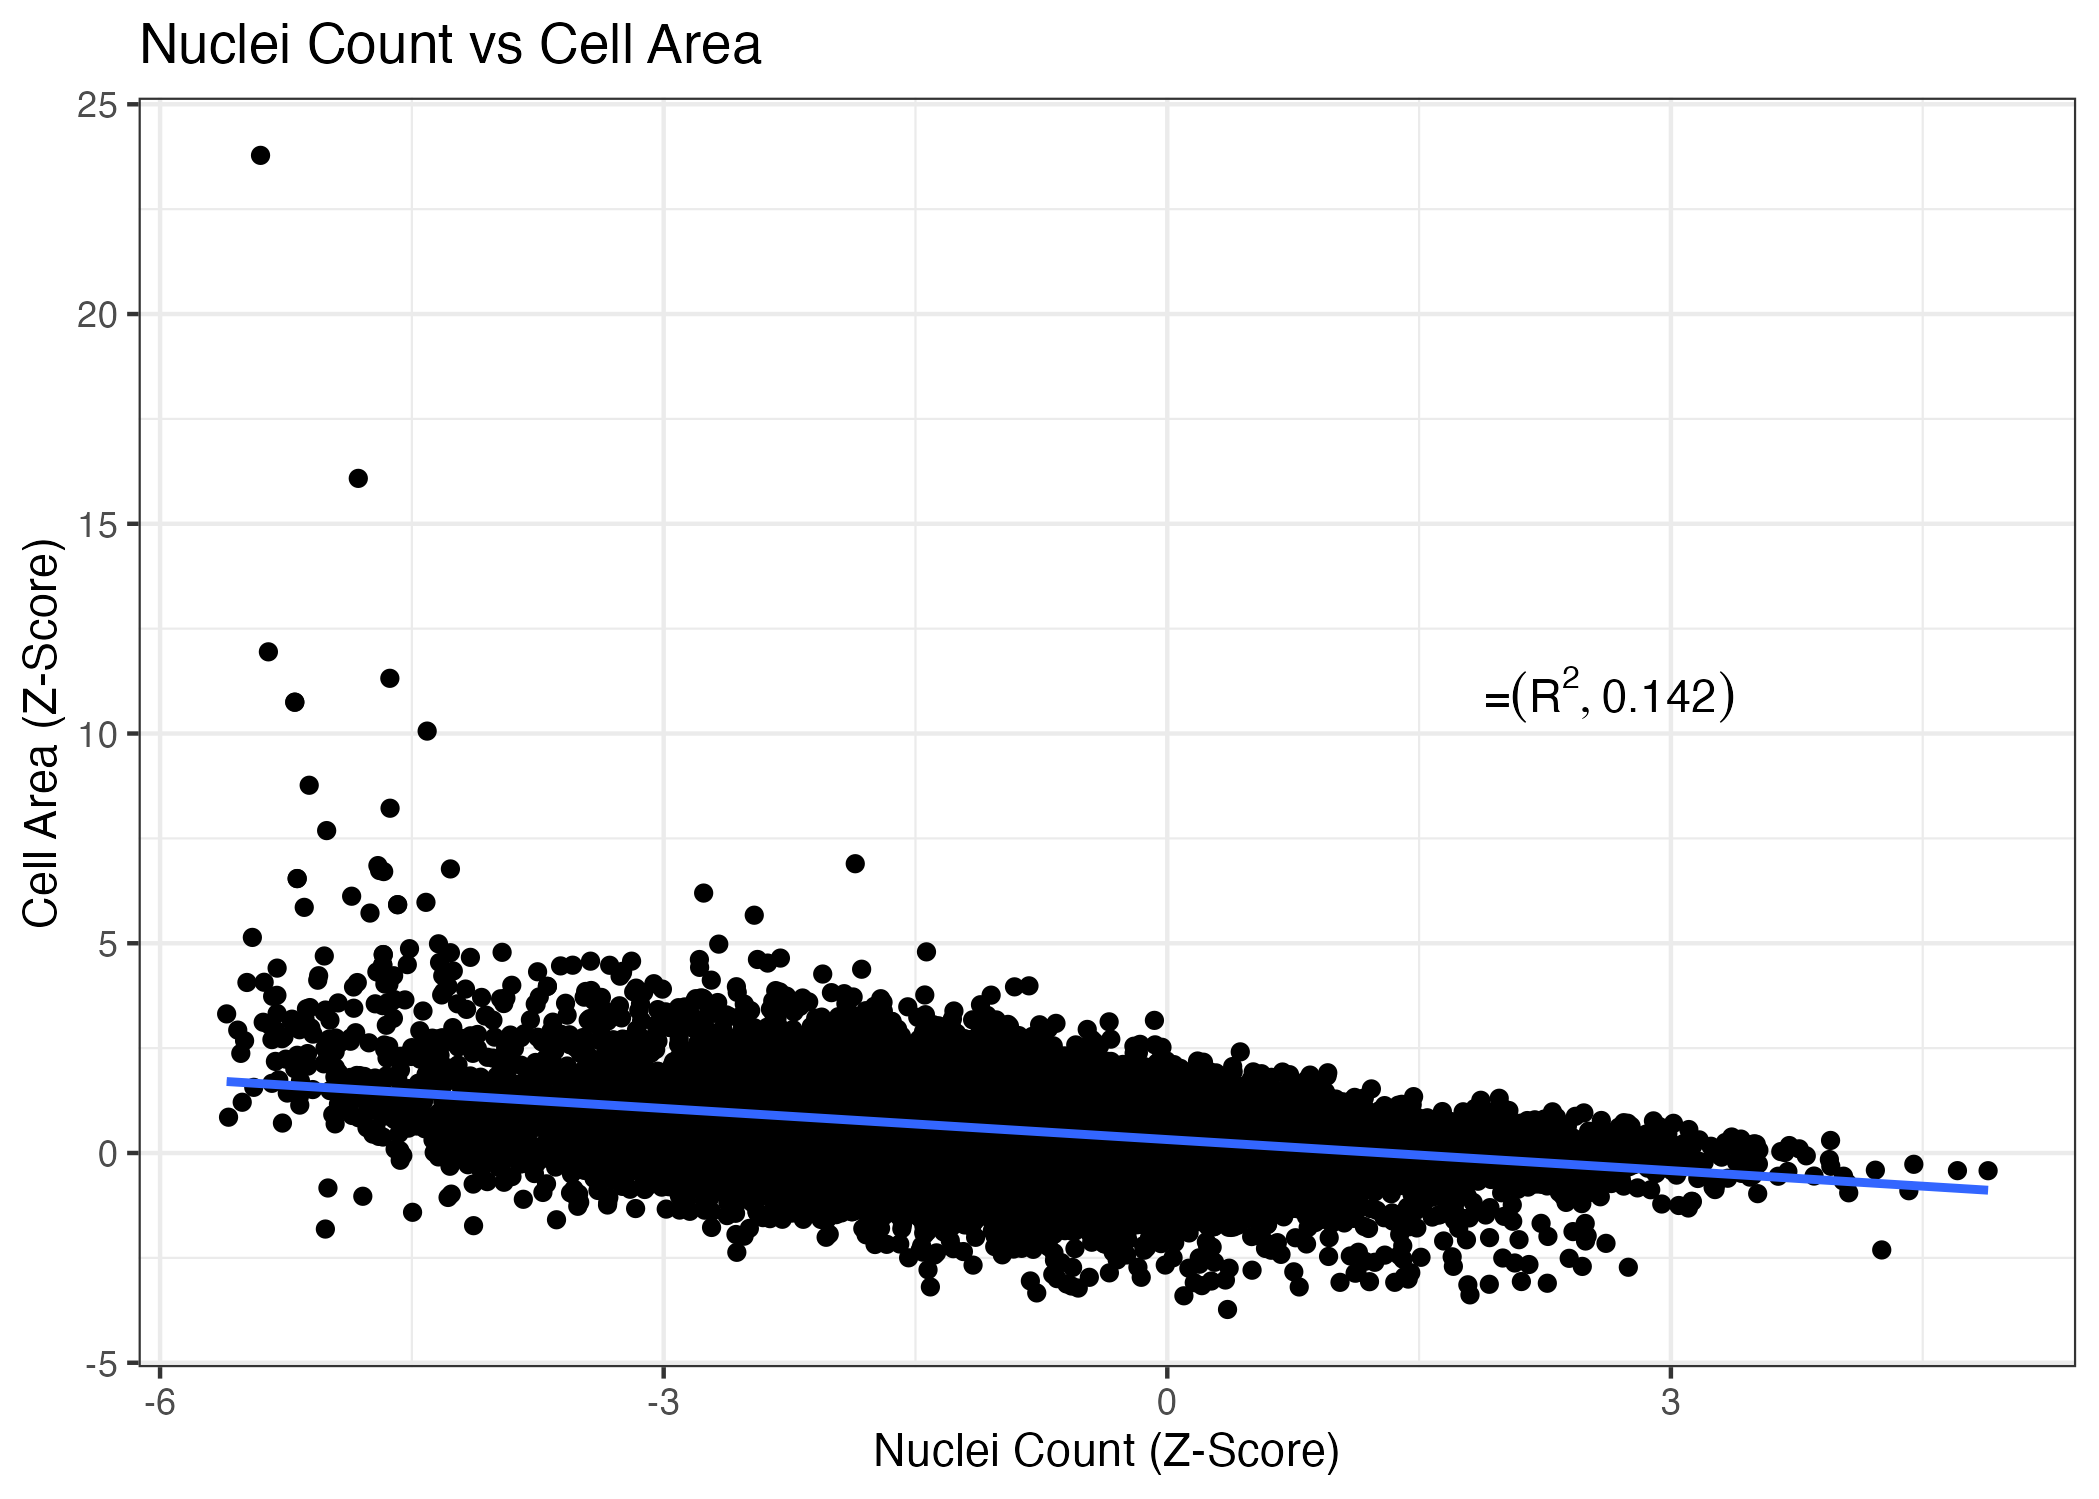 Nuclei Count vs Cell Area
25
20
15
10
5
0
-5
Cell Area (Z-Score)
=(R², 0.142)
-6 -3 0 3
Nuclei Count (Z-Score)